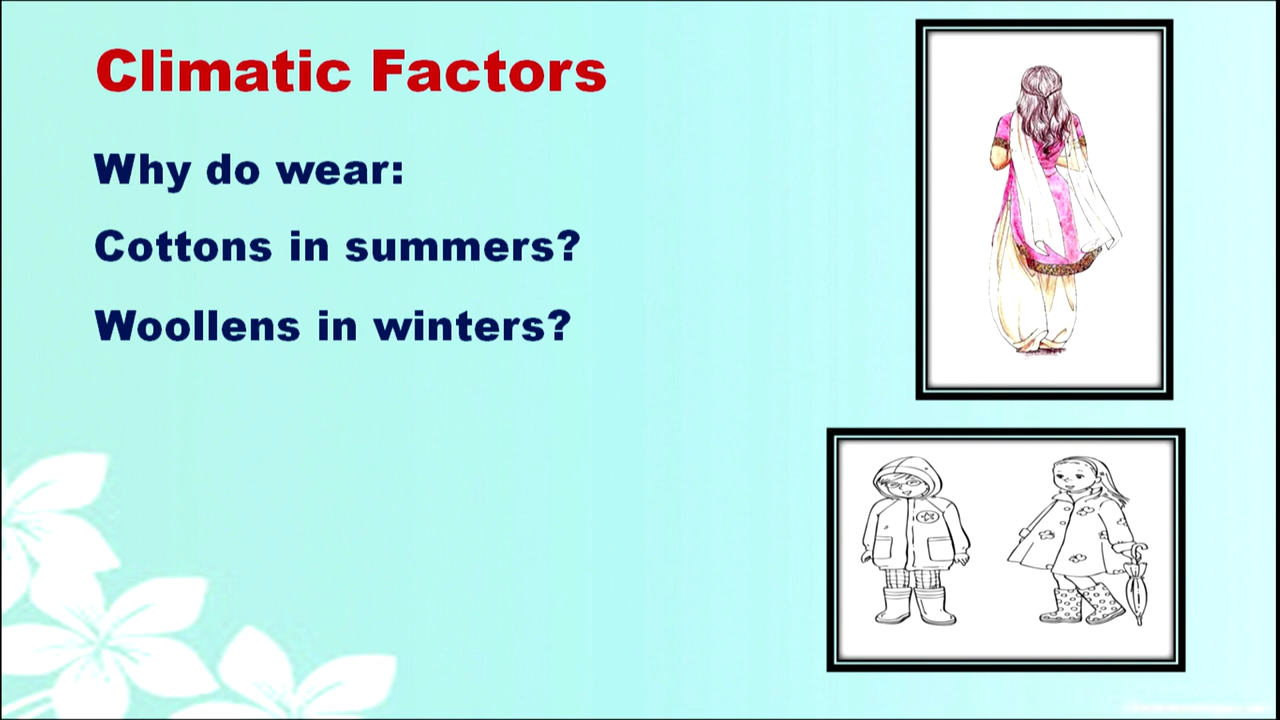 Climatic Factors
Why do wear:
Cottons in summers?
Woollens in winters?